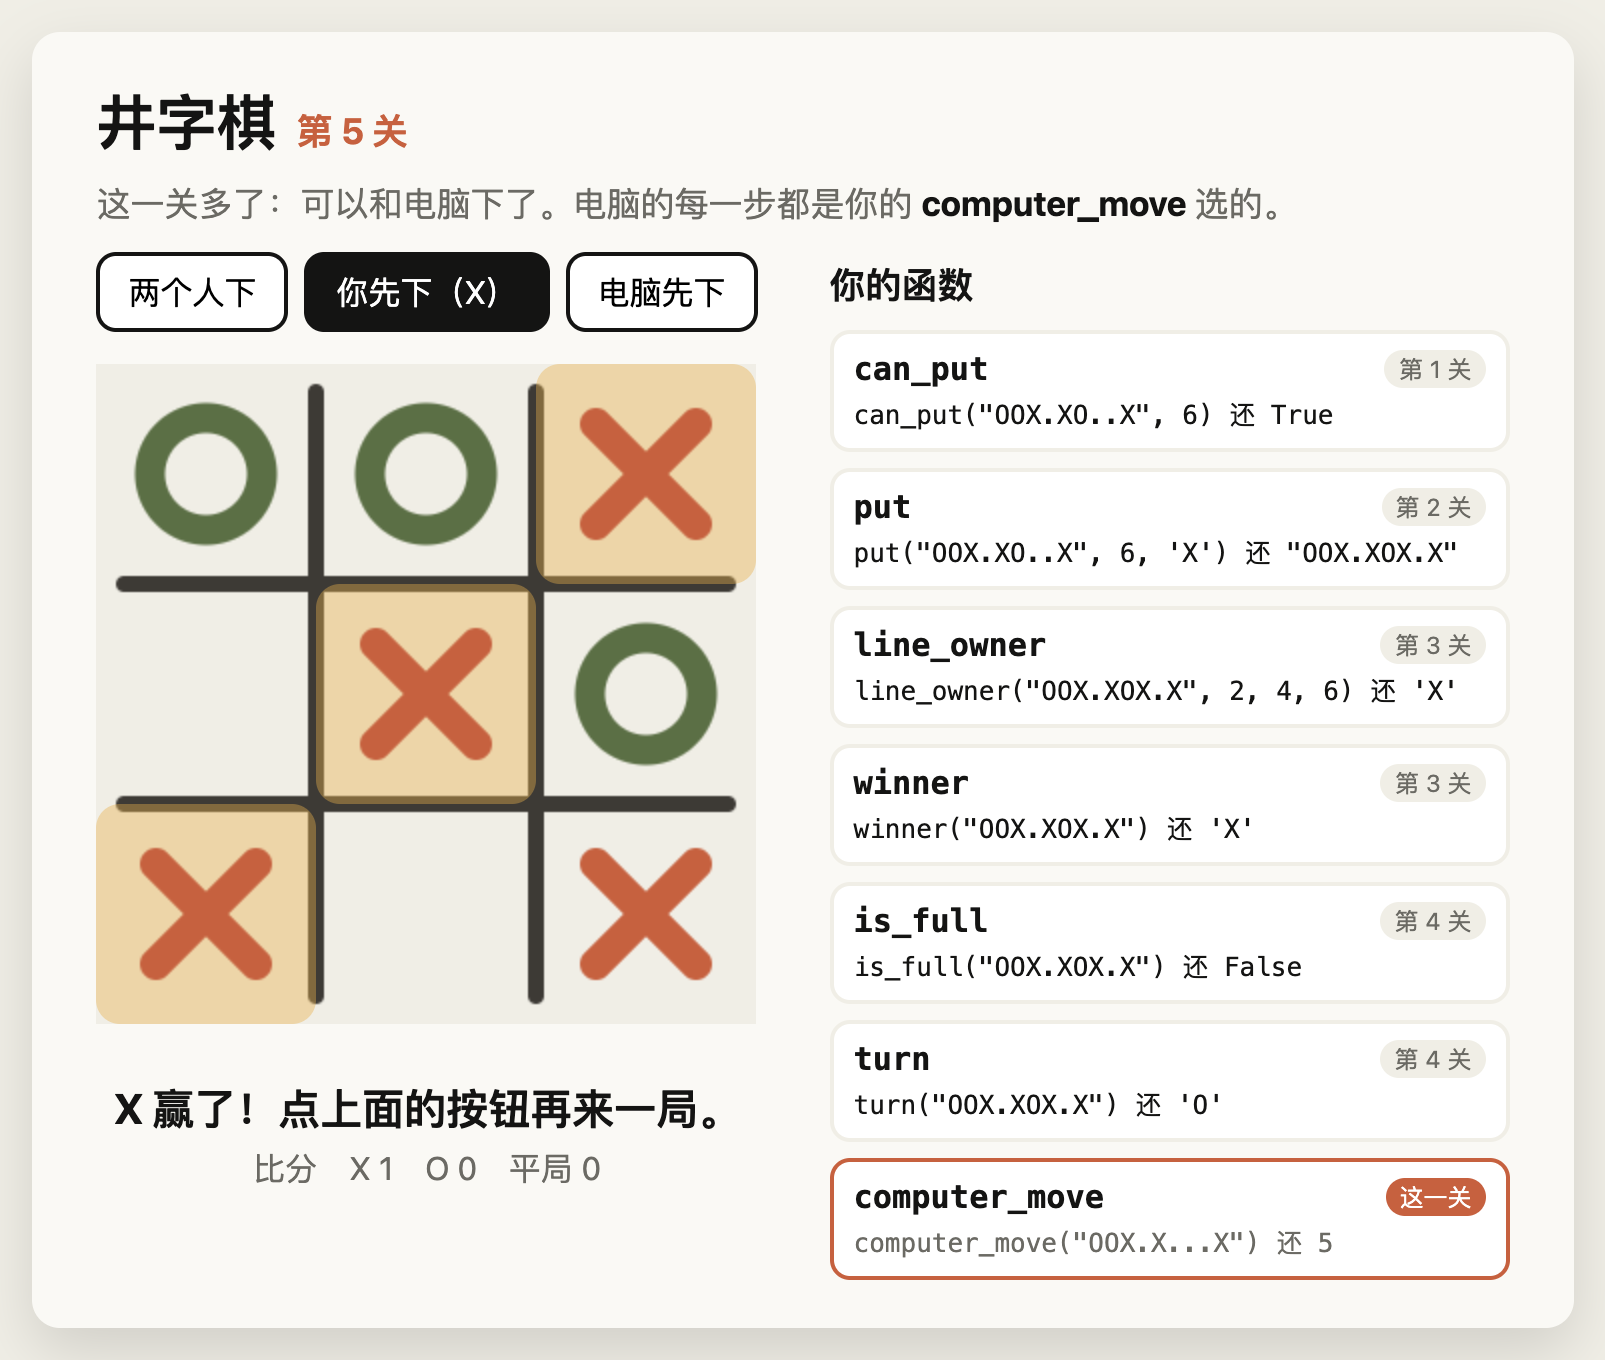 井字棋 第 5 关
这一关多了：可以和电脑下了。电脑的每一步都是你的 computer_move 选的。
两个人下 你先下（X） 电脑先下
X 赢了！点上面的按钮再来一局。
比分 X 1 O 0 平局 0
你的函数
can_put 第 1 关
can_put("OOX.XO..X", 6) 还 True
put 第 2 关
put("OOX.XO..X", 6, 'X') 还 "OOX.XOX.X"
line_owner 第 3 关
line_owner("OOX.XOX.X", 2, 4, 6) 还 'X'
winner 第 3 关
winner("OOX.XOX.X") 还 'X'
is_full 第 4 关
is_full("OOX.XOX.X") 还 False
turn 第 4 关
turn("OOX.XOX.X") 还 'O'
computer_move 这一关
computer_move("OOX.X...X") 还 5